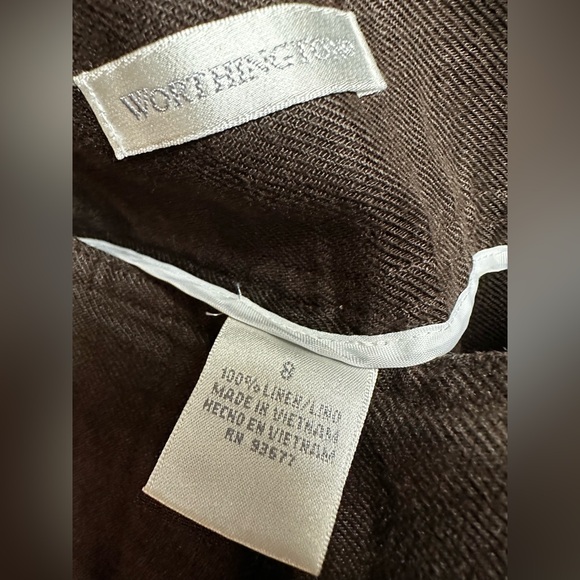 WORTHINGTON
8
100% LINEN/LINO
MADE IN VIETNAM
HECHO EN VIETNAM
RN 93677